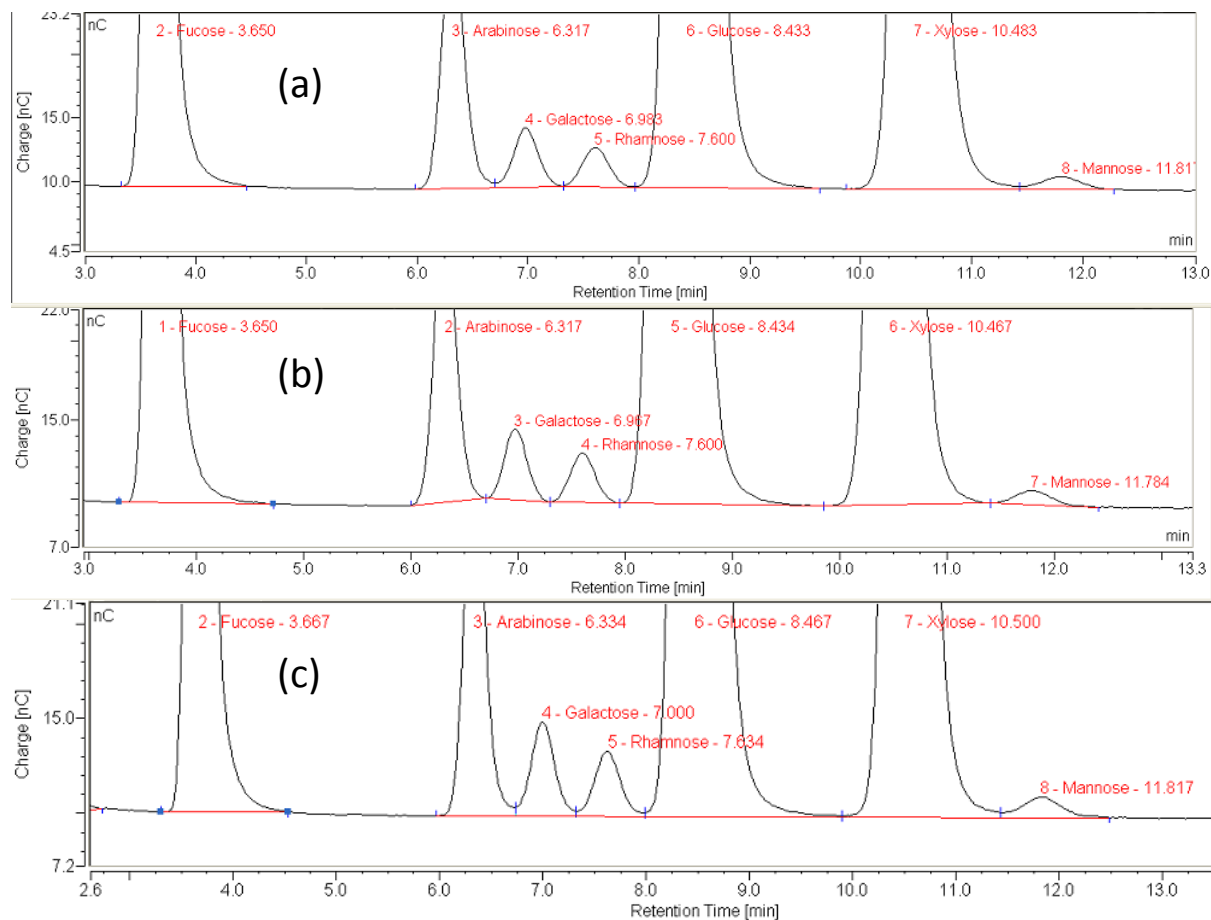 23.2
nC
2 - Fucose - 3.650
3 - Arabinose - 6.317
6 - Glucose - 8.433
7 - Xylose - 10.483
(a)
4 - Galactose - 6.983
5 - Rhamnose - 7.600
8 - Mannose - 11.817
Charge [nC]
15.0
10.0
4.5
min
3.0 4.0 5.0 6.0 7.0 8.0 9.0 10.0 11.0 12.0 13.0
Retention Time [min]
22.0
nC
1 - Fucose - 3.650
2 - Arabinose - 6.317
5 - Glucose - 8.434
6 - Xylose - 10.467
(b)
3 - Galactose - 6.967
4 - Rhamnose - 7.600
7 - Mannose - 11.784
Charge [nC]
15.0
7.0
min
3.0 4.0 5.0 6.0 7.0 8.0 9.0 10.0 11.0 12.0 13.3
Retention Time [min]
21.1
nC
2 - Fucose - 3.667
3 - Arabinose - 6.334
6 - Glucose - 8.467
7 - Xylose - 10.500
(c)
4 - Galactose - 7.000
5 - Rhamnose - 7.634
8 - Mannose - 11.817
Charge [nC]
15.0
7.2
2.6 4.0 5.0 6.0 7.0 8.0 9.0 10.0 11.0 12.0 13.0
Retention Time [min]